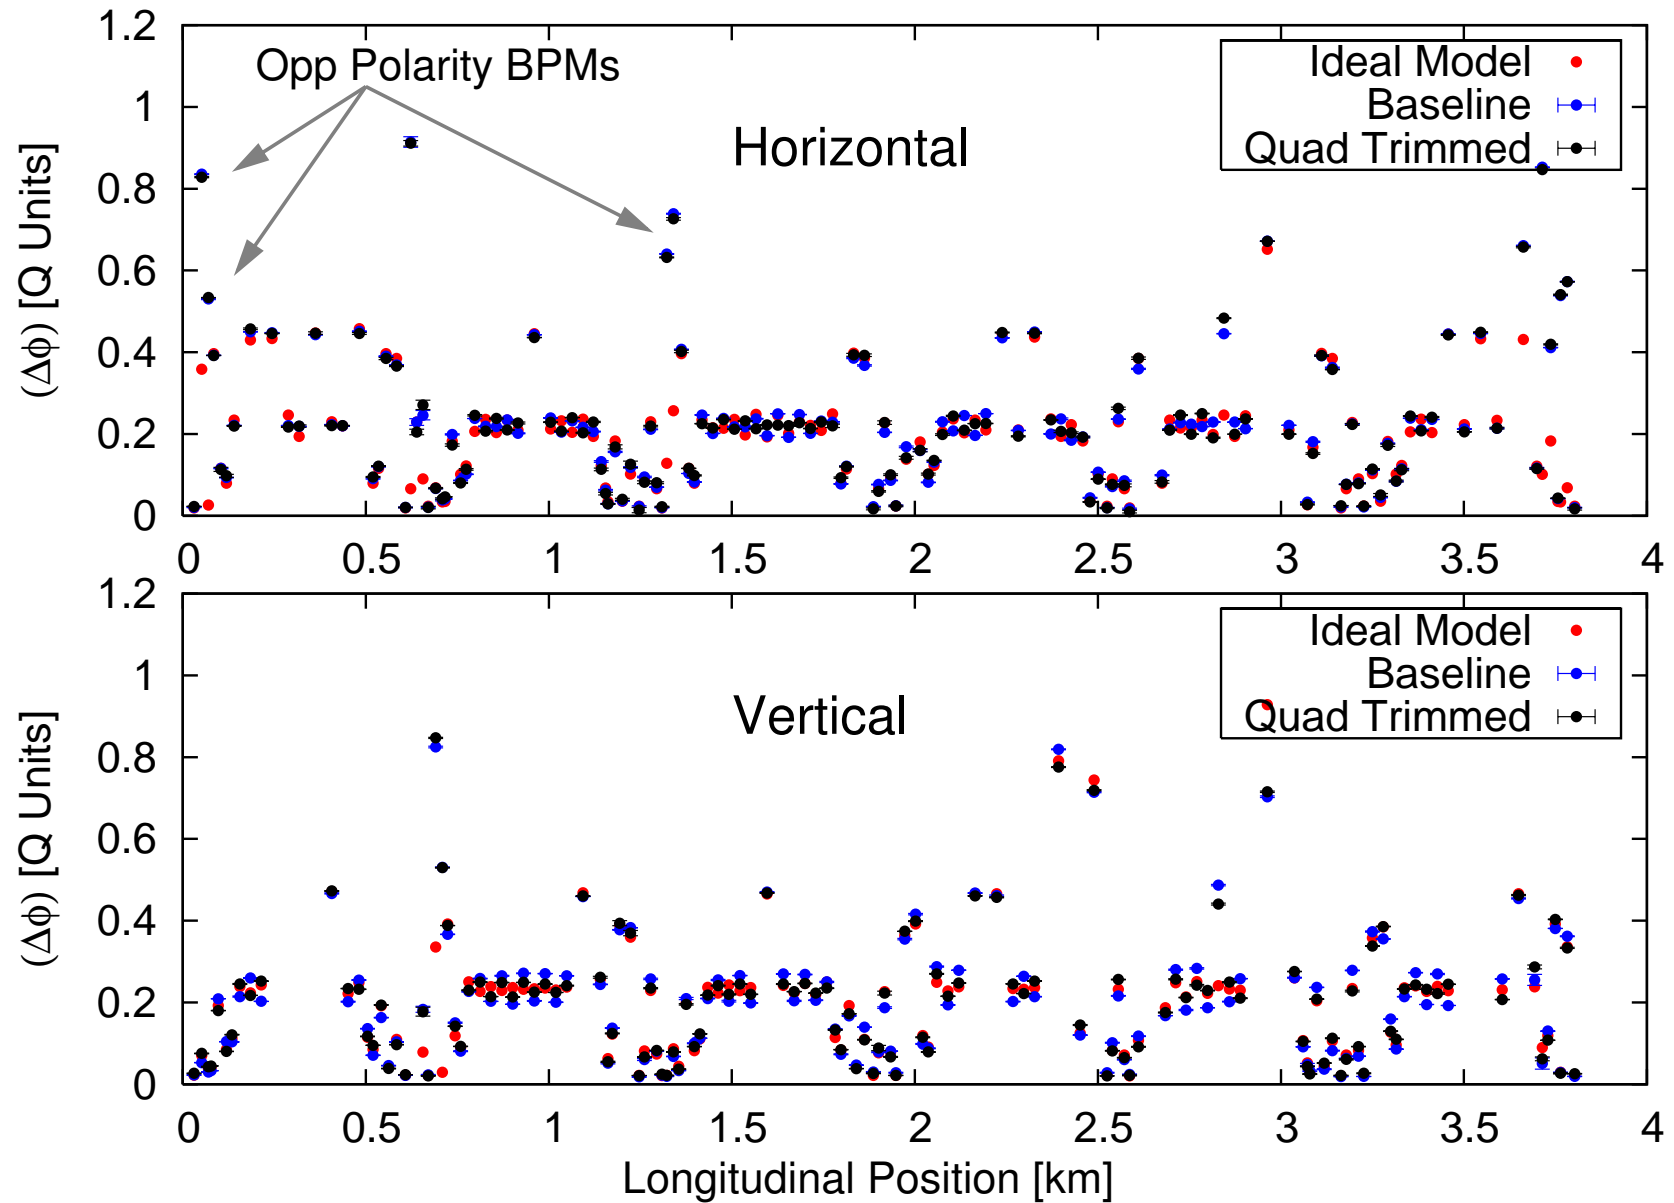 1.2
1
0.8
0.6
0.4
0.2
0
(Δϕ) [Q Units]
Opp Polarity BPMs
Horizontal
Ideal Model
Baseline
Quad Trimmed
0 0.5 1 1.5 2 2.5 3 3.5 4
1.2
1
0.8
0.6
0.4
0.2
0
(Δϕ) [Q Units]
Vertical
Ideal Model
Baseline
Quad Trimmed
0 0.5 1 1.5 2 2.5 3 3.5 4
Longitudinal Position [km]